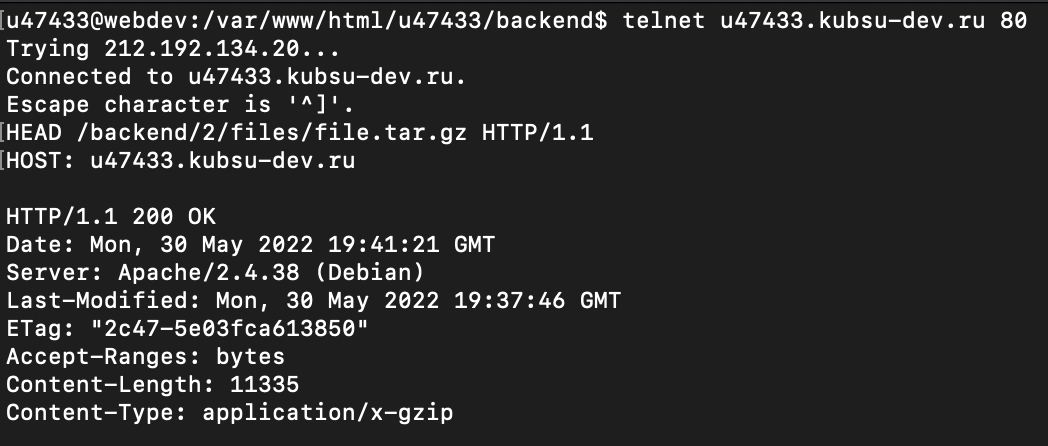 [u47433@webdev:/var/www/html/u47433/backend$ telnet u47433.kubsu-dev.ru 80
Trying 212.192.134.20...
Connected to u47433.kubsu-dev.ru.
Escape character is '^]'.
[HEAD /backend/2/files/file.tar.gz HTTP/1.1
[HOST: u47433.kubsu-dev.ru
HTTP/1.1 200 OK
Date: Mon, 30 May 2022 19:41:21 GMT
Server: Apache/2.4.38 (Debian)
Last-Modified: Mon, 30 May 2022 19:37:46 GMT
ETag: "2c47-5e03fca613850"
Accept-Ranges: bytes
Content-Length: 11335
Content-Type: application/x-gzip